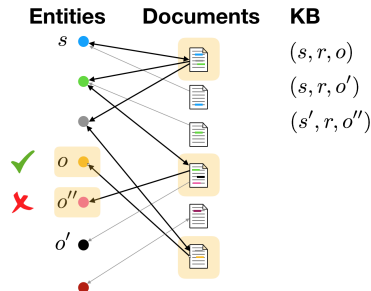 Entities Documents KB
s (s, r, o)
(s, r, o′)
(s′, r, o″)
o
o″
o′